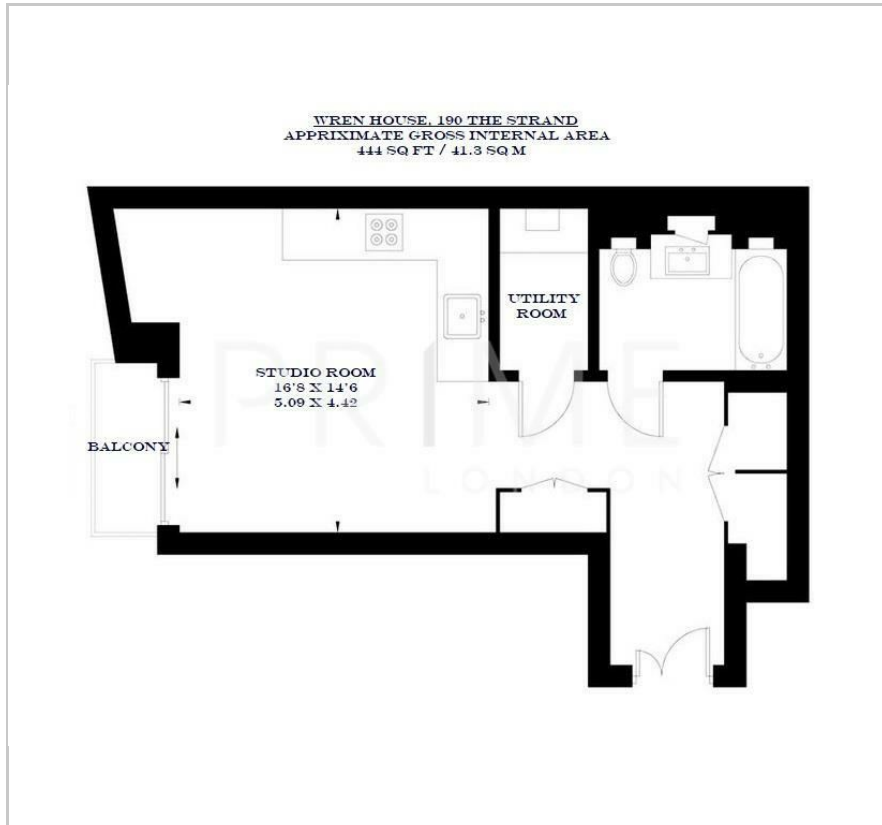 WREN HOUSE, 190 THE STRAND
APPRIXIMATE GROSS INTERNAL AREA
444 SQ FT / 41.3 SQ M
UTILITY
ROOM
STUDIO ROOM
16'8 X 14'6
5.09 X 4.42
BALCONY
PRIME
LONDON